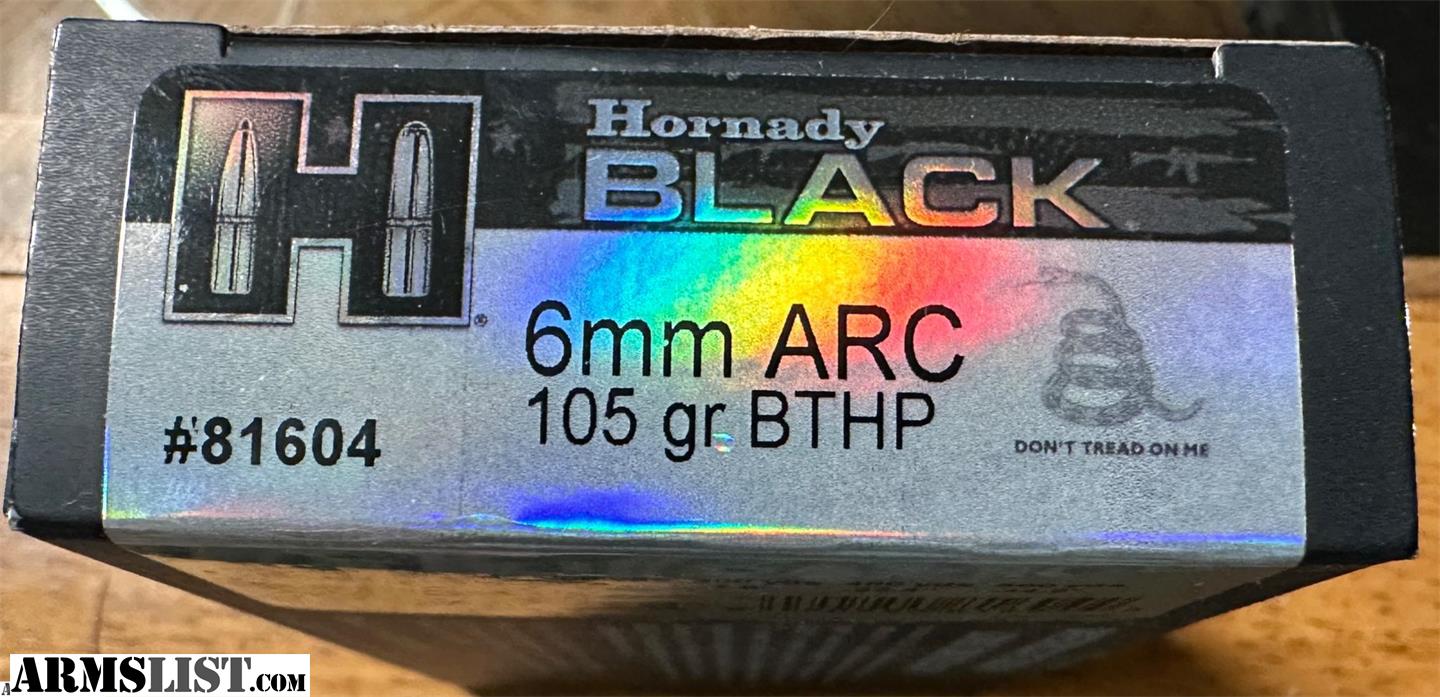 Hornady
BLACK
H
®
6mm ARC
105 gr BTHP
#81604
DON'T TREAD ON ME
ARMSLIST.COM